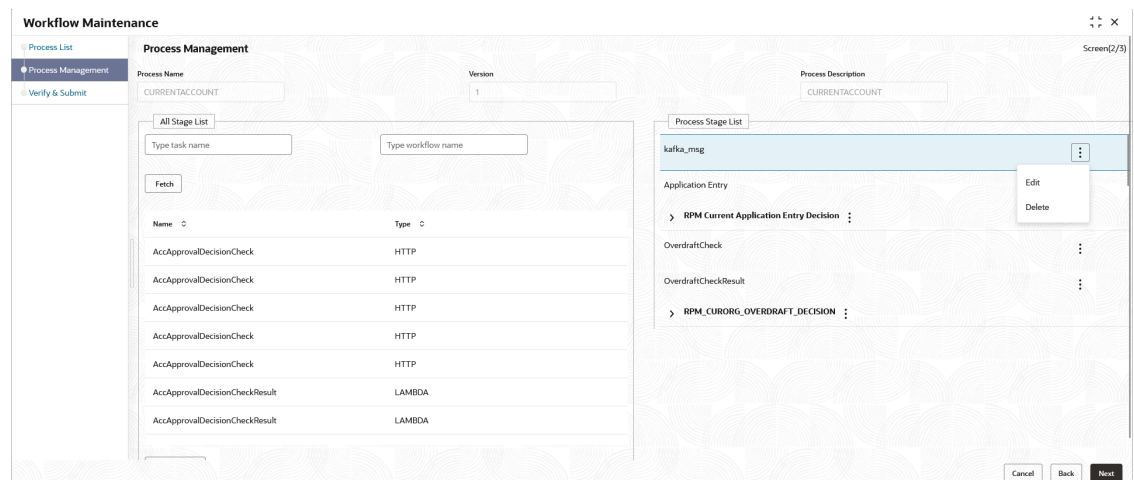 Workflow Maintenance
Process List
Process Management
Verify & Submit
Process Management
Screen(2/3)
Process Name
Version
Process Description
CURRENTACCOUNT
1
CURRENTACCOUNT
All Stage List
Type task name
Type workflow name
Fetch
Name
Type
AccApprovalDecisionCheck
HTTP
AccApprovalDecisionCheck
HTTP
AccApprovalDecisionCheck
HTTP
AccApprovalDecisionCheck
HTTP
AccApprovalDecisionCheck
HTTP
AccApprovalDecisionCheckResult
LAMBDA
AccApprovalDecisionCheckResult
LAMBDA
Process Stage List
kafka_msg
Edit
Delete
Application Entry
RPM Current Application Entry Decision
OverdraftCheck
OverdraftCheckResult
RPM_CURORG_OVERDRAFT_DECISION
Cancel
Back
Next